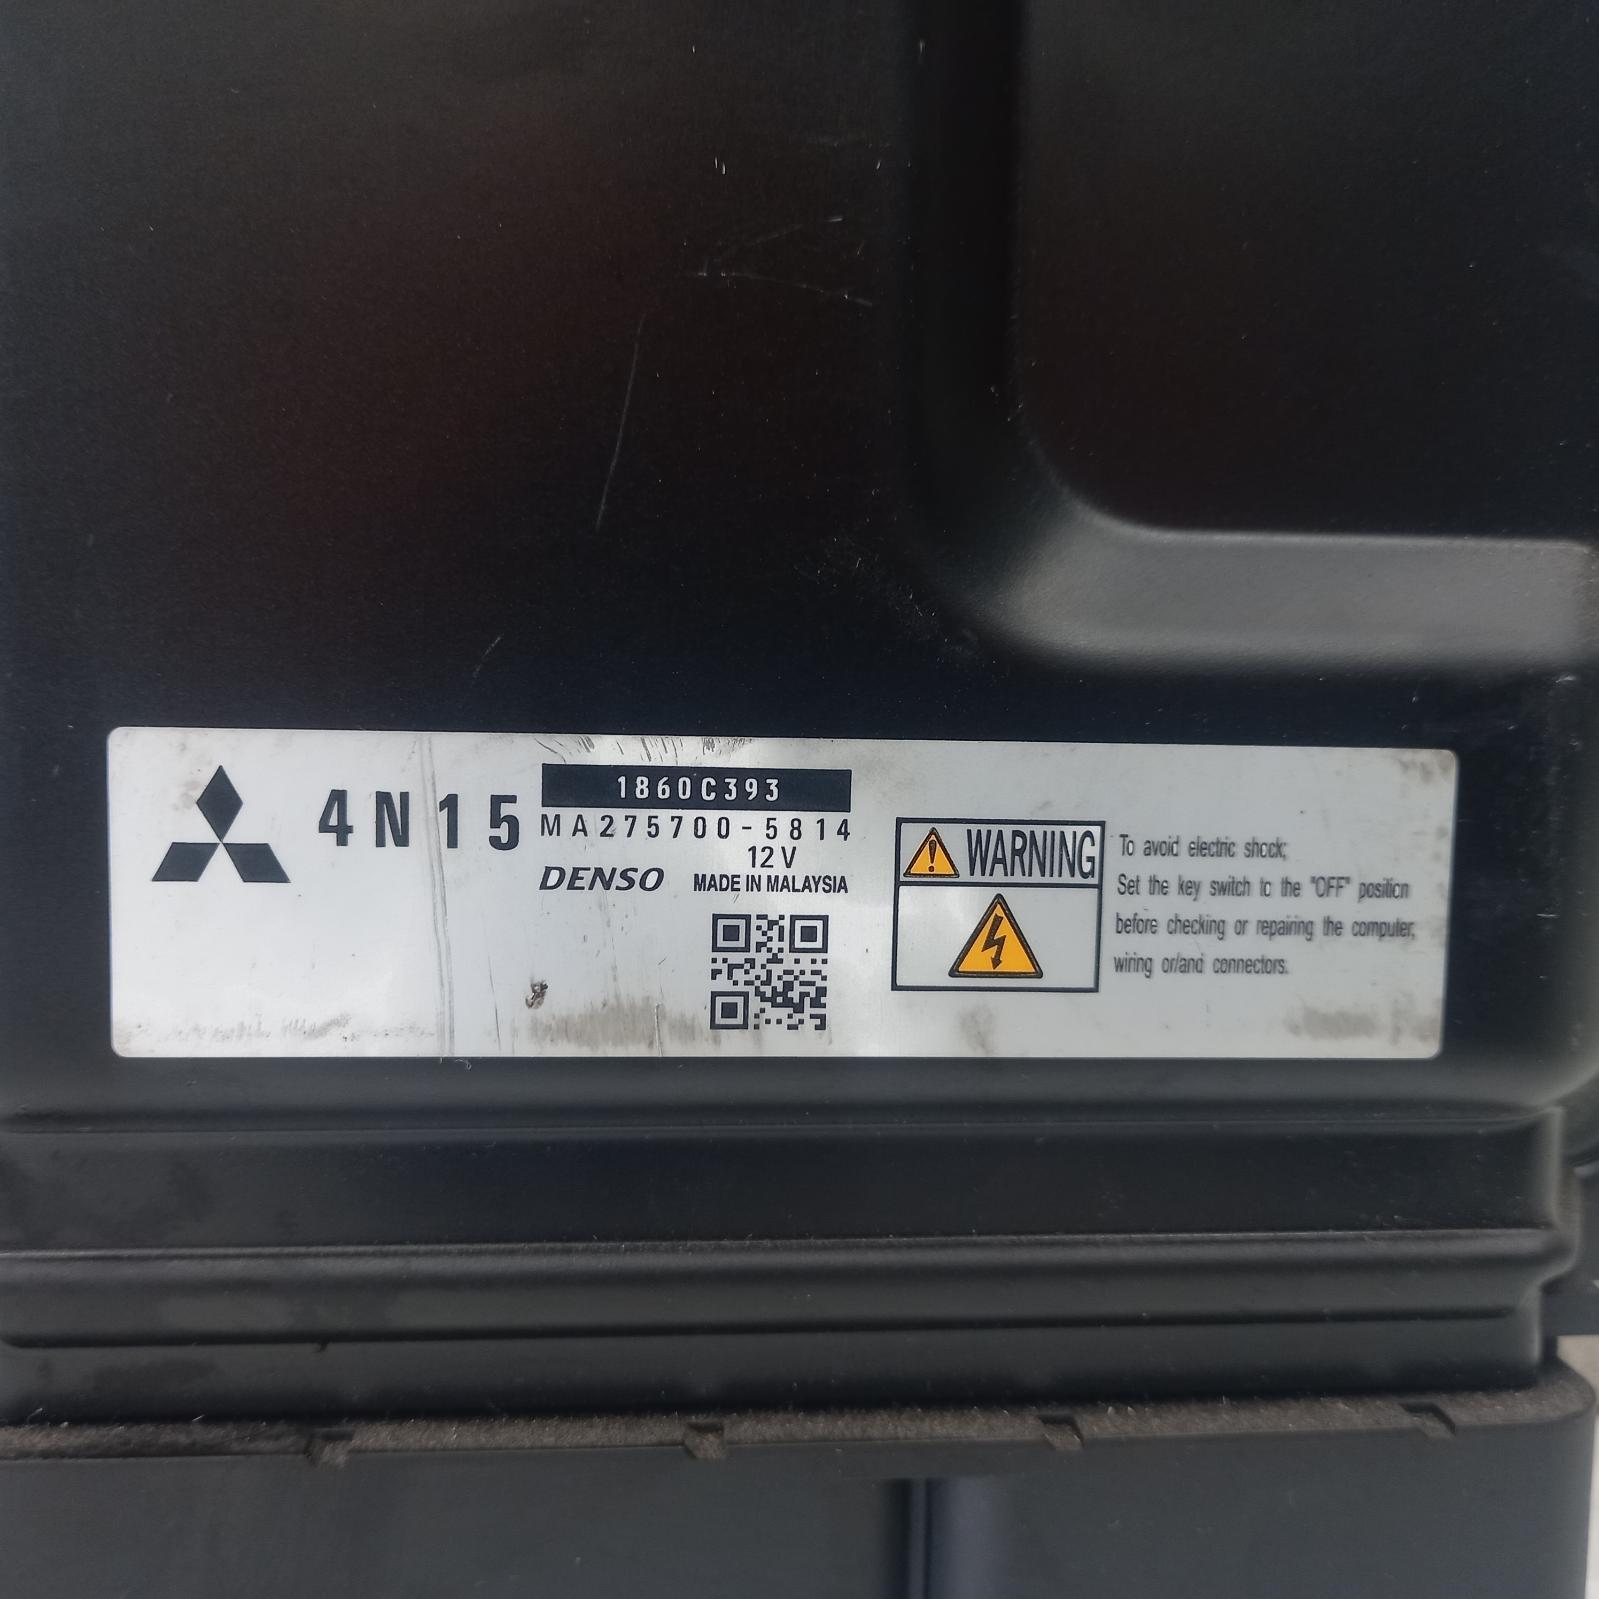 4N15
1860C393
MA275700-5814
12V
DENSO MADE IN MALAYSIA
WARNING
To avoid electric shock;
Set the key switch to the "OFF" position
before checking or repairing the computer,
wiring or/and connectors.